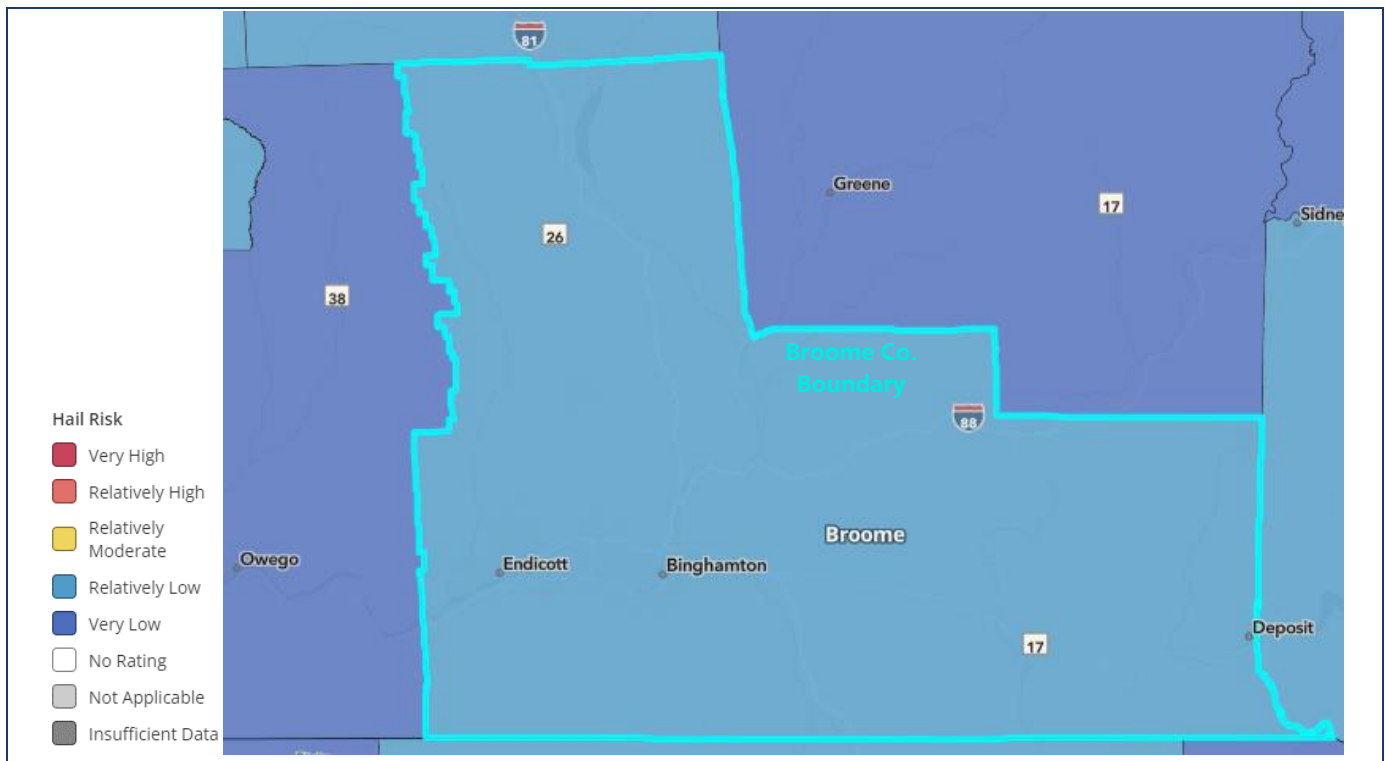 81
Greene
17
Sidne
26
38
Broome Co.
Boundary
88
Hail Risk
Very High
Relatively High
Relatively
Moderate
Relatively Low
Very Low
No Rating
Not Applicable
Insufficient Data
Broome
Owego
Endicott
Binghamton
Deposit
17